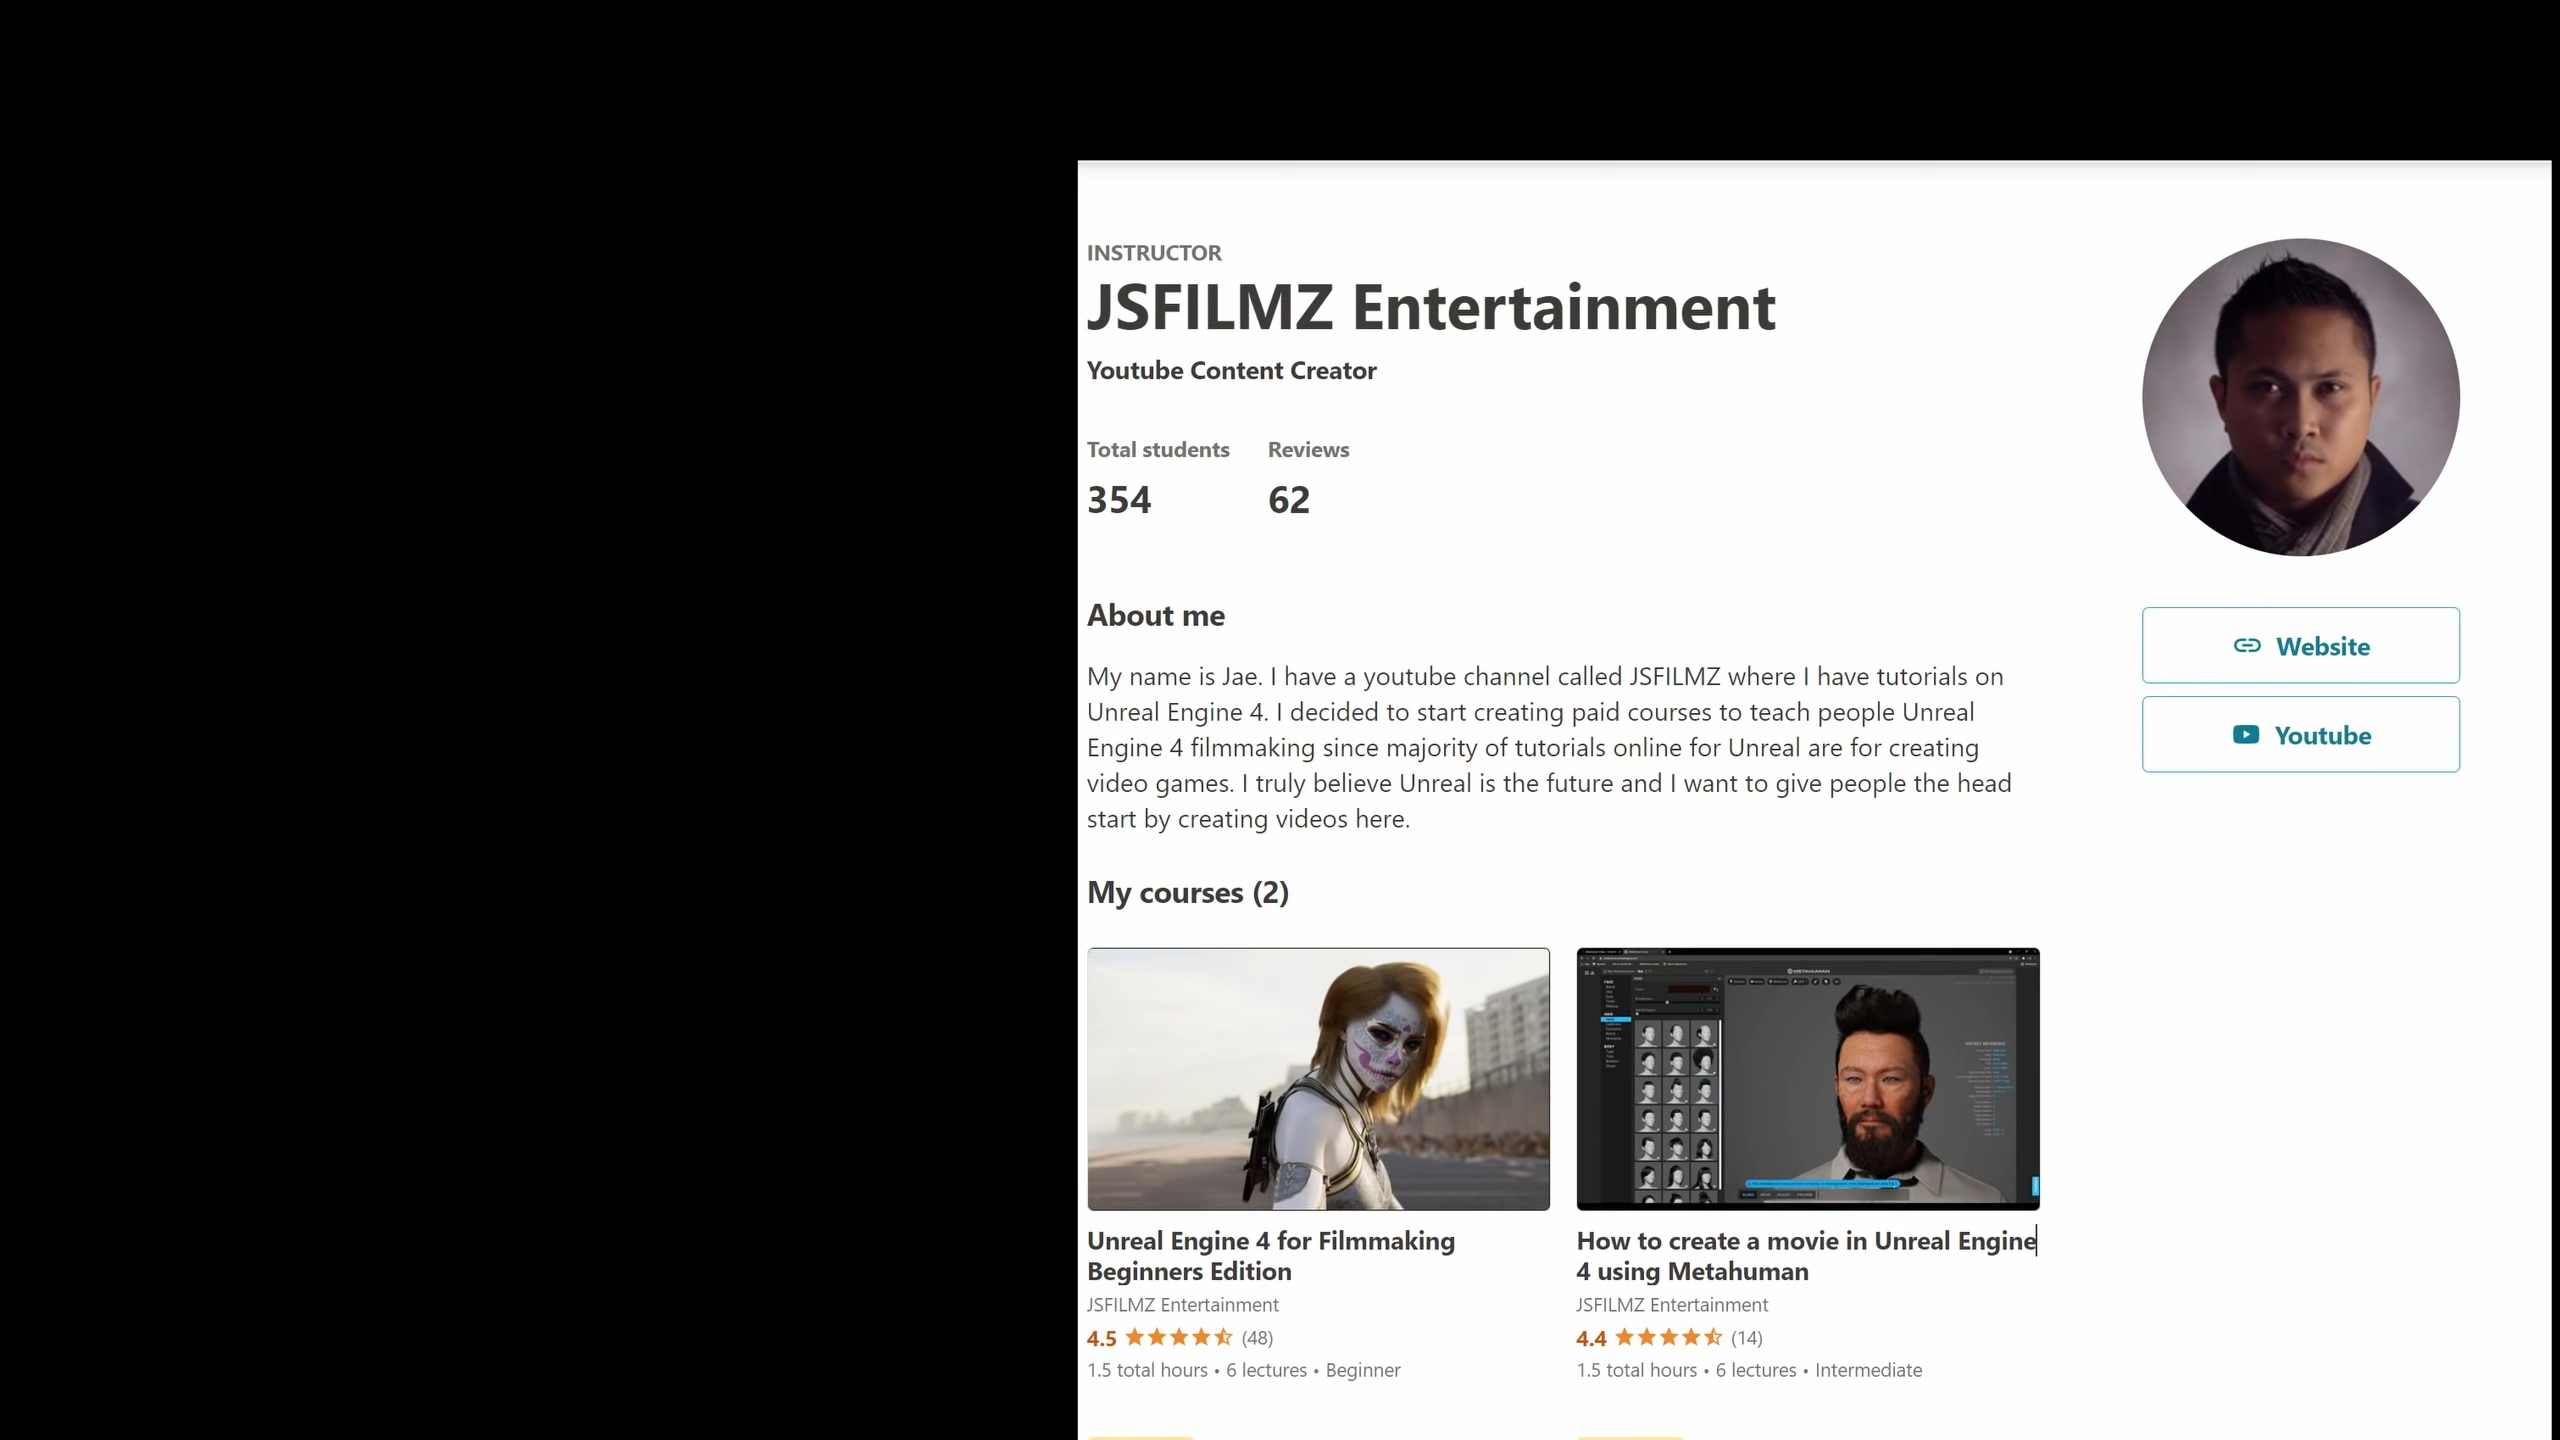 INSTRUCTOR
JSFILMZ Entertainment
Youtube Content Creator
Total students Reviews
354 62
About me
My name is Jae. I have a youtube channel called JSFILMZ where I have tutorials on
Unreal Engine 4. I decided to start creating paid courses to teach people Unreal
Engine 4 filmmaking since majority of tutorials online for Unreal are for creating
video games. I truly believe Unreal is the future and I want to give people the head
start by creating videos here.
Website
Youtube
My courses (2)
METAHUMAN
Unreal Engine 4 for Filmmaking
Beginners Edition
JSFILMZ Entertainment
4.5 (48)
1.5 total hours • 6 lectures • Beginner
How to create a movie in Unreal Engine
4 using Metahuman
JSFILMZ Entertainment
4.4 (14)
1.5 total hours • 6 lectures • Intermediate